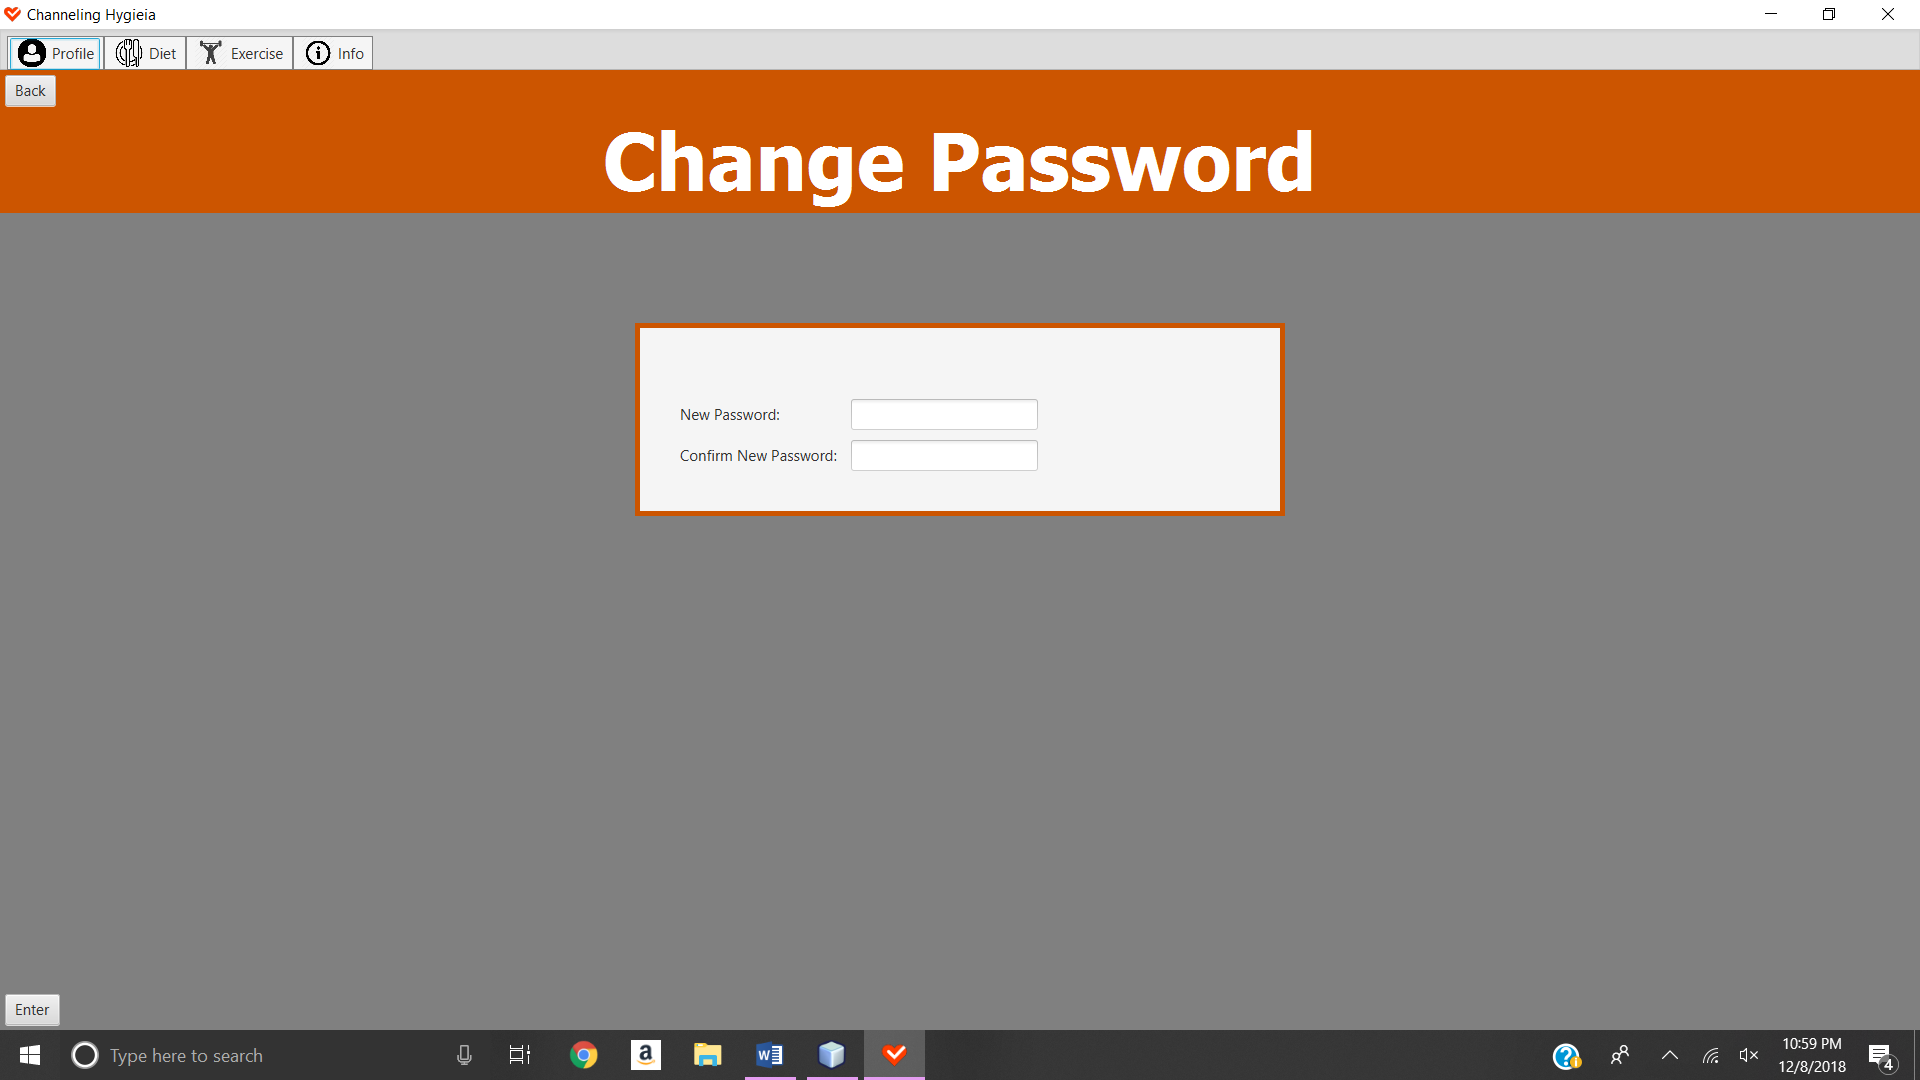 Channeling Hygieia
Profile Diet Exercise Info
Back
Change Password
New Password:
Confirm New Password:
Enter
Type here to search
a
W
10:59 PM
12/8/2018
4